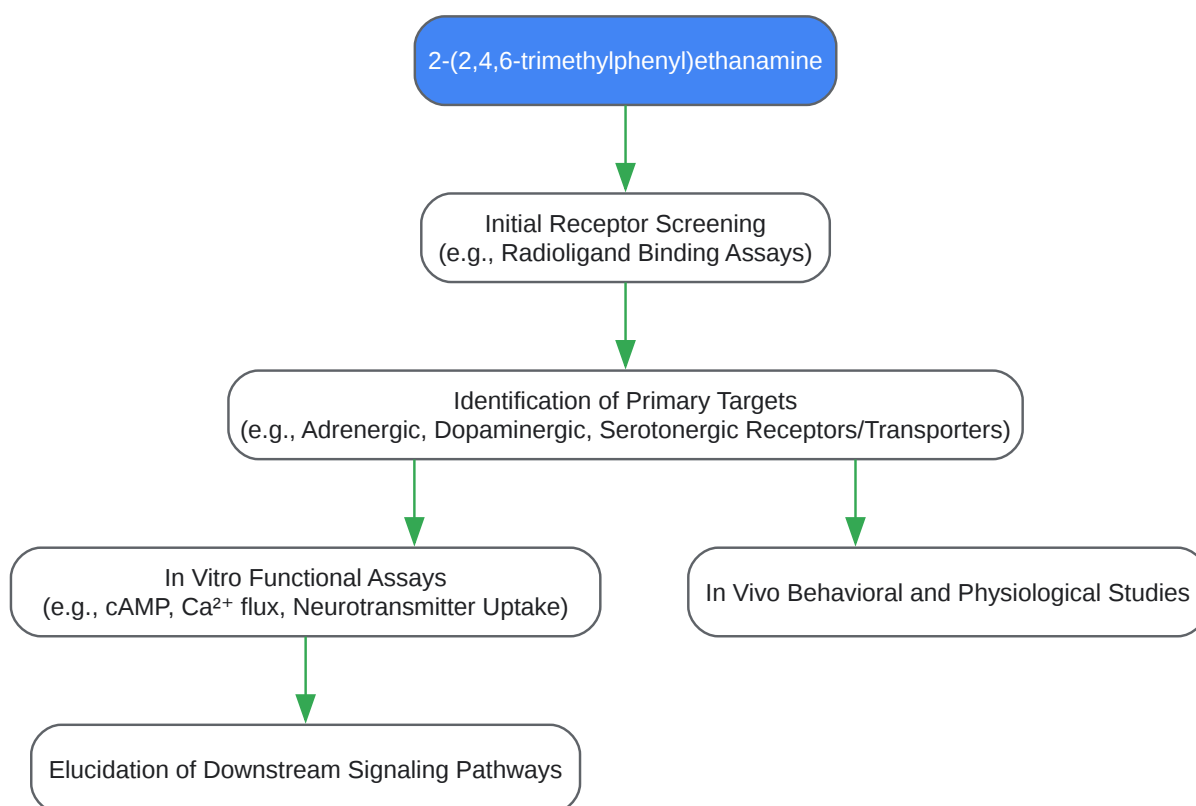 2-(2,4,6-trimethylphenyl)ethanamine
Initial Receptor Screening
(e.g., Radioligand Binding Assays)
Identification of Primary Targets
(e.g., Adrenergic, Dopaminergic, Serotonergic Receptors/Transporters)
In Vitro Functional Assays
(e.g., cAMP, Ca²⁺ flux, Neurotransmitter Uptake)
In Vivo Behavioral and Physiological Studies
Elucidation of Downstream Signaling Pathways